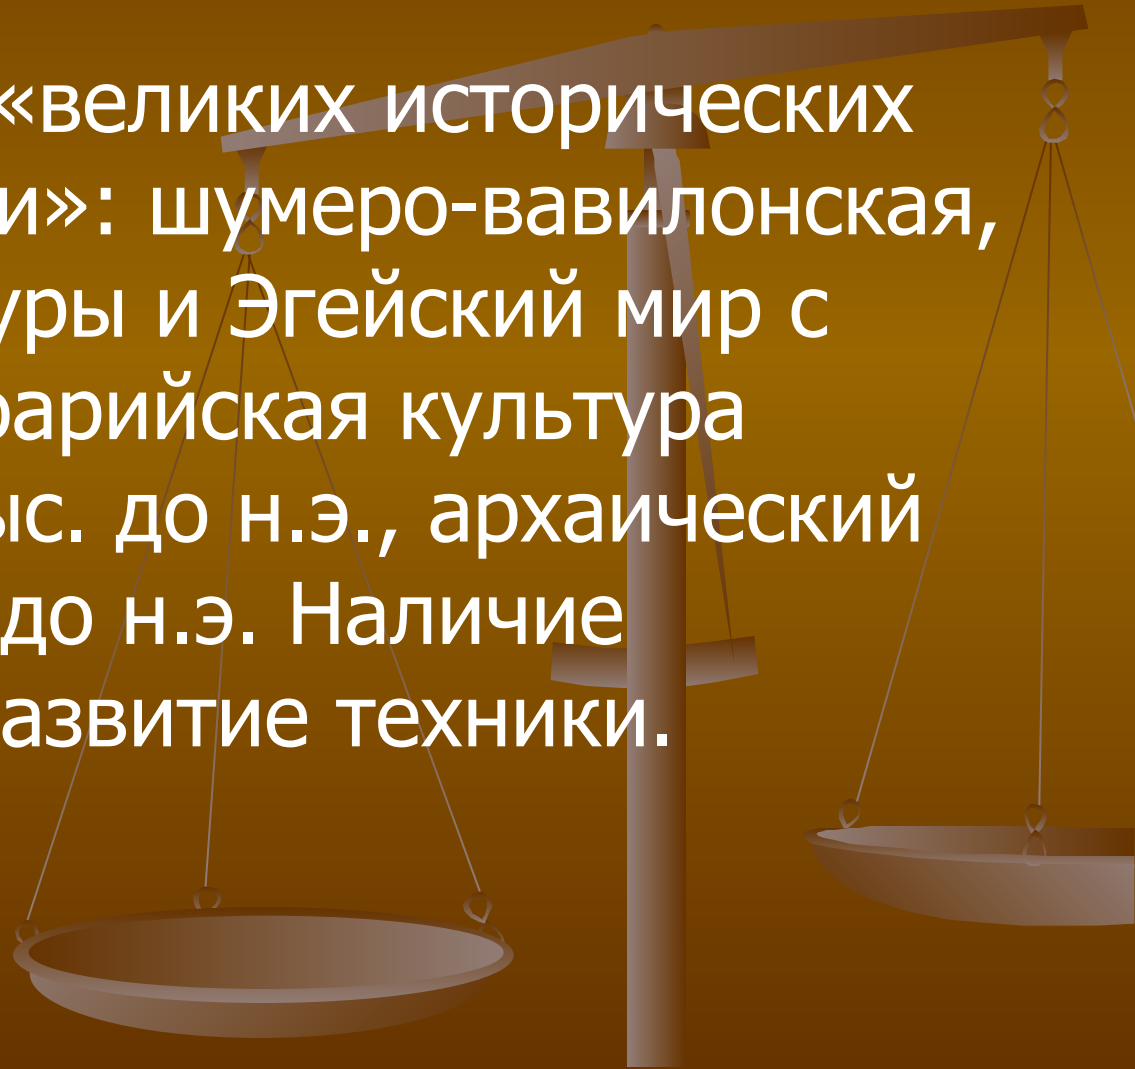 «великих исторических
и»: шумеро-вавилонская,
уры и Эгейский мир с
арийская культура
ыс. до н.э., архаический
до н.э. Наличие
азвитие техники.